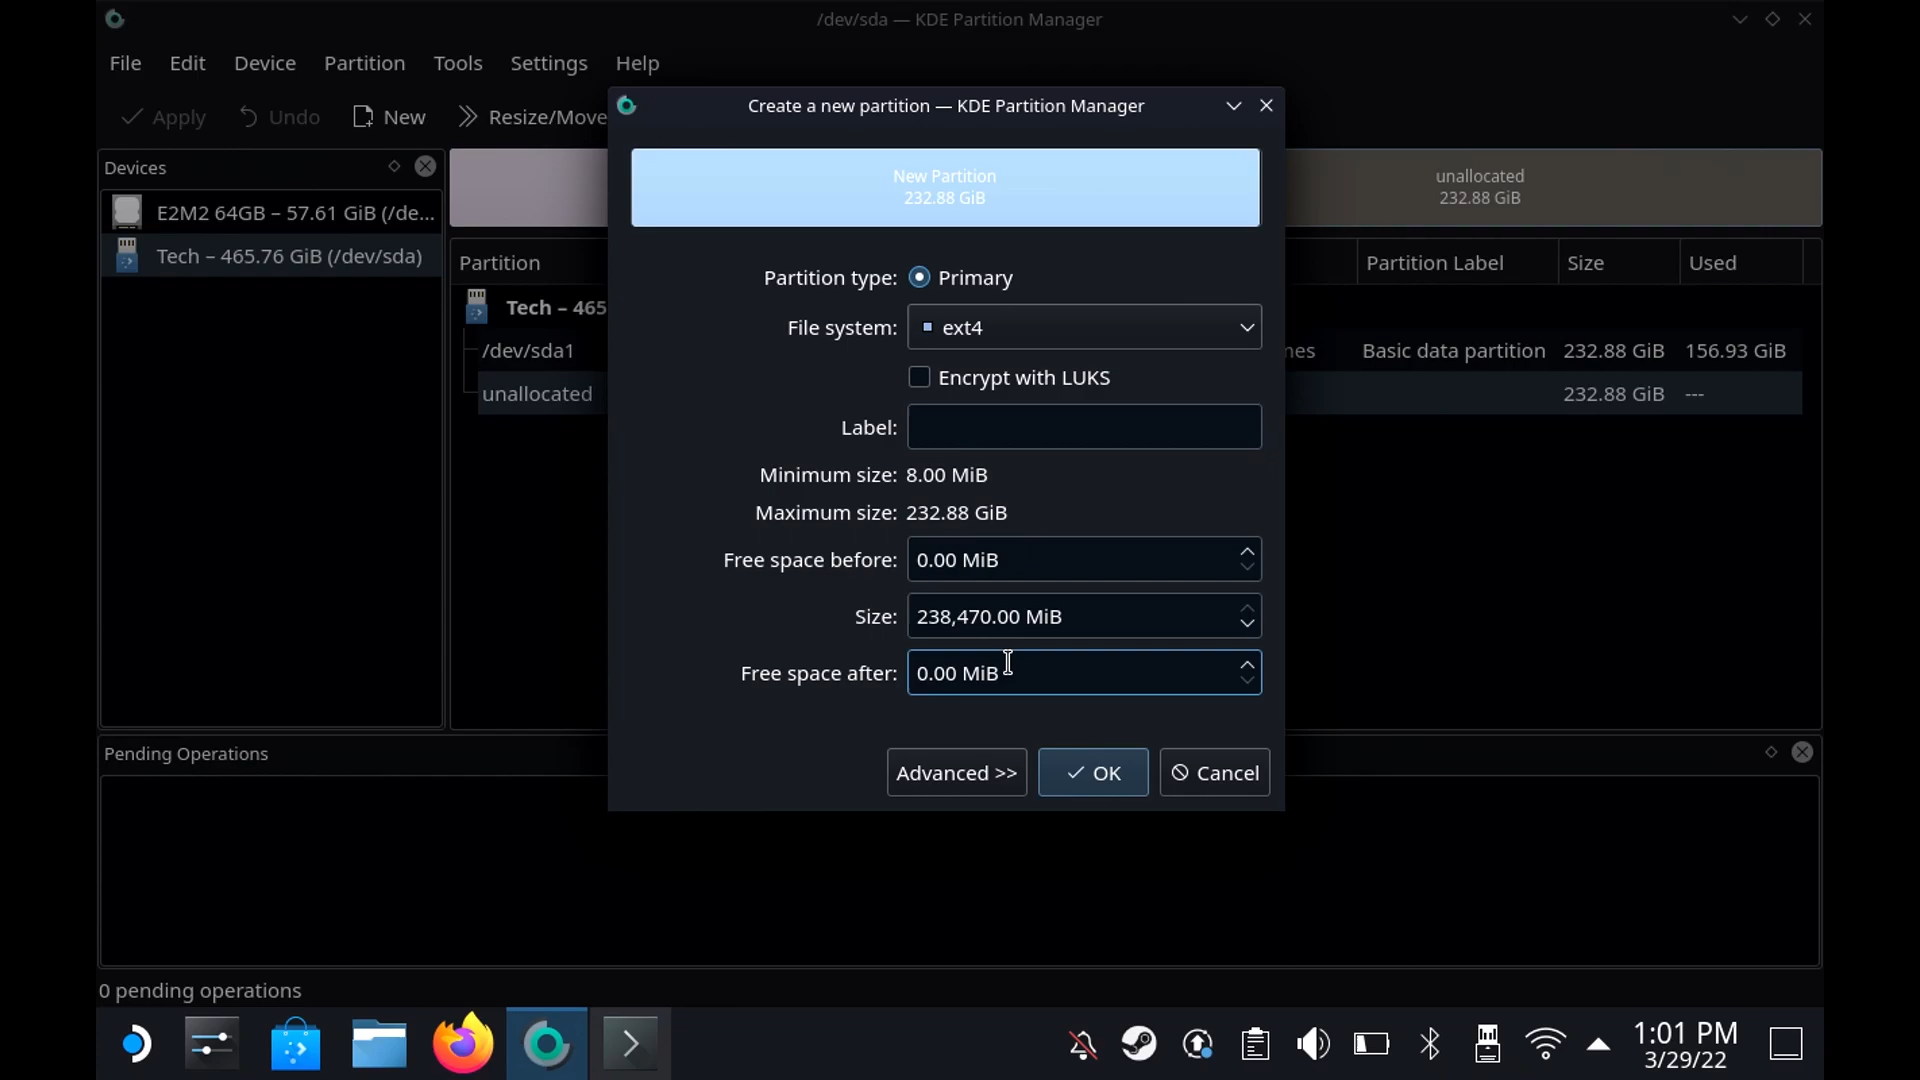 /dev/sda — KDE Partition Manager
File Edit Device Partition Tools Settings Help
Apply Undo New Resize/Move
Create a new partition — KDE Partition Manager
Devices
E2M2 64GB – 57.61 GiB (/de...
Tech – 465.76 GiB (/dev/sda)
New Partition
232.88 GiB
unallocated
232.88 GiB
Partition Partition Label Size Used
Tech – 465
/dev/sda1 Basic data partition 232.88 GiB 156.93 GiB
unallocated 232.88 GiB ---
Partition type: Primary
File system: ext4
Encrypt with LUKS
Label:
Minimum size: 8.00 MiB
Maximum size: 232.88 GiB
Free space before: 0.00 MiB
Size: 238,470.00 MiB
Free space after: 0.00 MiB
Advanced >> OK Cancel
Pending Operations
0 pending operations
1:01 PM
3/29/22